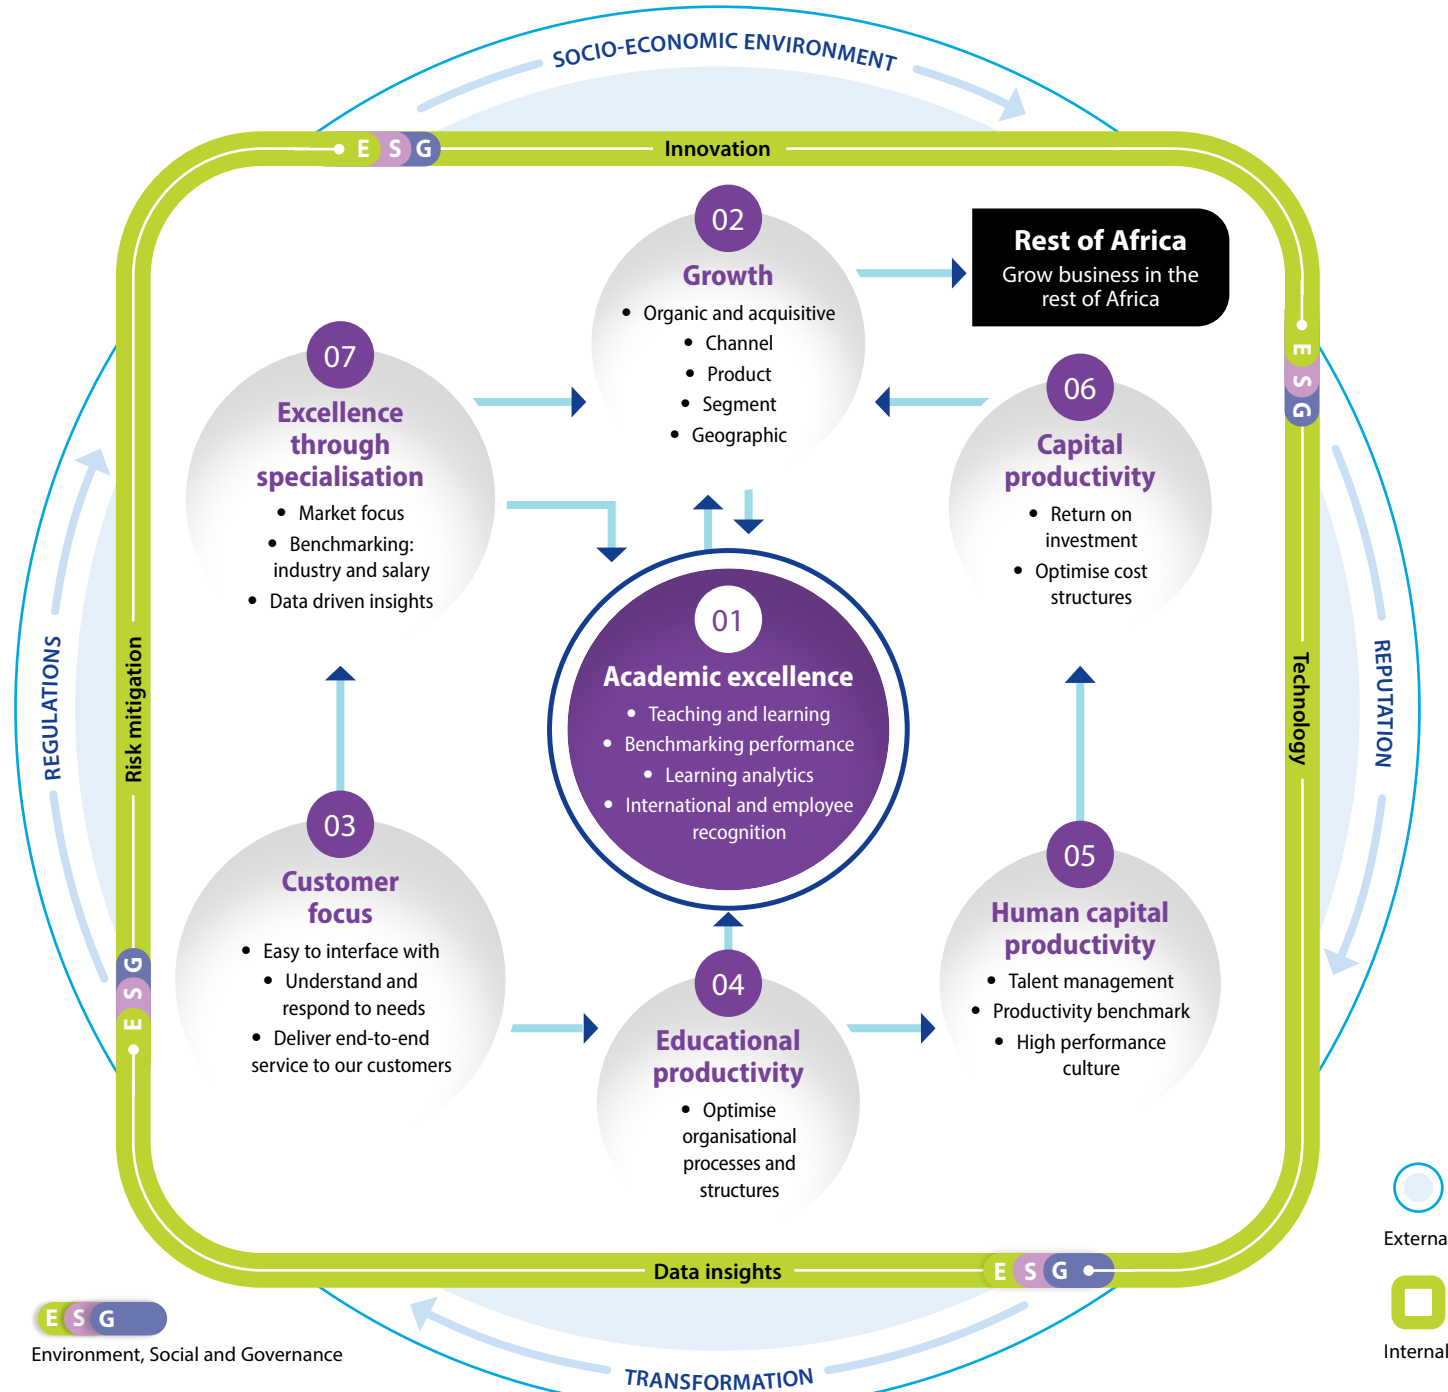 SOCIO-ECONOMIC ENVIRONMENT
E S G
Innovation
02
Growth
• Organic and acquisitive
• Channel
• Product
• Segment
• Geographic
Rest of Africa
Grow business in the
rest of Africa
07
Excellence
through
specialisation
• Market focus
• Benchmarking:
industry and salary
• Data driven insights
06
Capital
productivity
• Return on
investment
• Optimise cost
structures
E S G
01
Academic excellence
• Teaching and learning
• Benchmarking performance
• Learning analytics
• International and employee
recognition
REGULATIONS
Risk mitigation
Technology
REPUTATION
03
Customer
focus
• Easy to interface with
• Understand and
respond to needs
• Deliver end-to-end
service to our customers
E S G
04
Educational
productivity
• Optimise
organisational
processes and
structures
05
Human capital
productivity
• Talent management
• Productivity benchmark
• High performance
culture
Data insights
E S G
TRANSFORMATION
E S G
Environment, Social and Governance
Externa
Internal